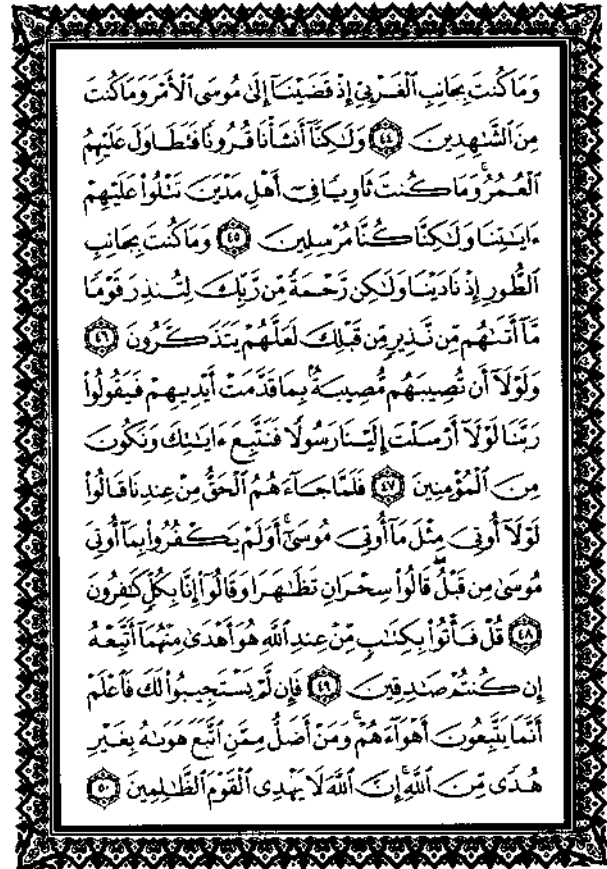 وَمَا كُنتَ بِجَانِبِ ٱلْغَرْبِىِّ إِذْ قَضَيْنَآ إِلَىٰ مُوسَى ٱلْأَمْرَ وَمَا كُنتَ
مِنَ ٱلشَّٰهِدِينَ ٤٤ وَلَٰكِنَّآ أَنشَأْنَا قُرُونًا فَتَطَاوَلَ عَلَيْهِمُ
ٱلْعُمُرُ ۚ وَمَا كُنتَ ثَاوِيًا فِىٓ أَهْلِ مَدْيَنَ تَتْلُوا۟ عَلَيْهِمْ
ءَايَٰتِنَا وَلَٰكِنَّا كُنَّا مُرْسِلِينَ ٤٥ وَمَا كُنتَ بِجَانِبِ
ٱلطُّورِ إِذْ نَادَيْنَا وَلَٰكِن رَّحْمَةً مِّن رَّبِّكَ لِتُنذِرَ قَوْمًا
مَّآ أَتَىٰهُم مِّن نَّذِيرٍ مِّن قَبْلِكَ لَعَلَّهُمْ يَتَذَكَّرُونَ ٤٦
وَلَوْلَآ أَن تُصِيبَهُم مُّصِيبَةٌۢ بِمَا قَدَّمَتْ أَيْدِيهِمْ فَيَقُولُوا۟
رَبَّنَا لَوْلَآ أَرْسَلْتَ إِلَيْنَا رَسُولًا فَنَتَّبِعَ ءَايَٰتِكَ وَنَكُونَ
مِنَ ٱلْمُؤْمِنِينَ ٤٧ فَلَمَّا جَآءَهُمُ ٱلْحَقُّ مِنْ عِندِنَا قَالُوا۟
لَوْلَآ أُوتِىَ مِثْلَ مَآ أُوتِىَ مُوسَىٰٓ ۚ أَوَلَمْ يَكْفُرُوا۟ بِمَآ أُوتِىَ
مُوسَىٰ مِن قَبْلُ ۖ قَالُوا۟ سِحْرَانِ تَظَٰهَرَا وَقَالُوٓا۟ إِنَّا بِكُلٍّ كَٰفِرُونَ
٤٨ قُلْ فَأْتُوا۟ بِكِتَٰبٍ مِّنْ عِندِ ٱللَّهِ هُوَ أَهْدَىٰ مِنْهُمَآ أَتَّبِعْهُ
إِن كُنتُمْ صَٰدِقِينَ ٤٩ فَإِن لَّمْ يَسْتَجِيبُوا۟ لَكَ فَٱعْلَمْ
أَنَّمَا يَتَّبِعُونَ أَهْوَآءَهُمْ ۚ وَمَنْ أَضَلُّ مِمَّنِ ٱتَّبَعَ هَوَىٰهُ بِغَيْرِ
هُدًى مِّنَ ٱللَّهِ ۚ إِنَّ ٱللَّهَ لَا يَهْدِى ٱلْقَوْمَ ٱلظَّٰلِمِينَ ٥٠